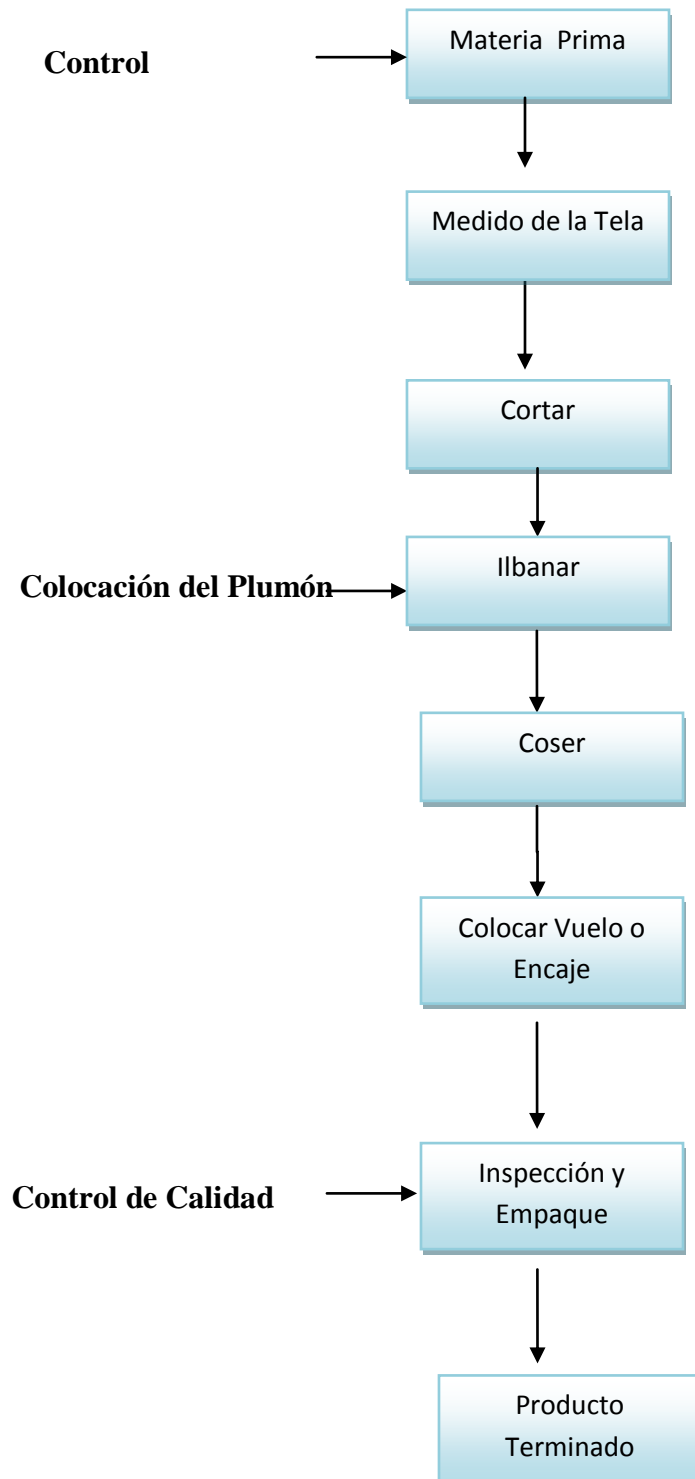 Control
Materia Prima
Medido de la Tela
Cortar
Colocación del Plumón
Ilbanar
Coser
Colocar Vuelo o
Encaje
Control de Calidad
Inspección y
Empaque
Producto
Terminado